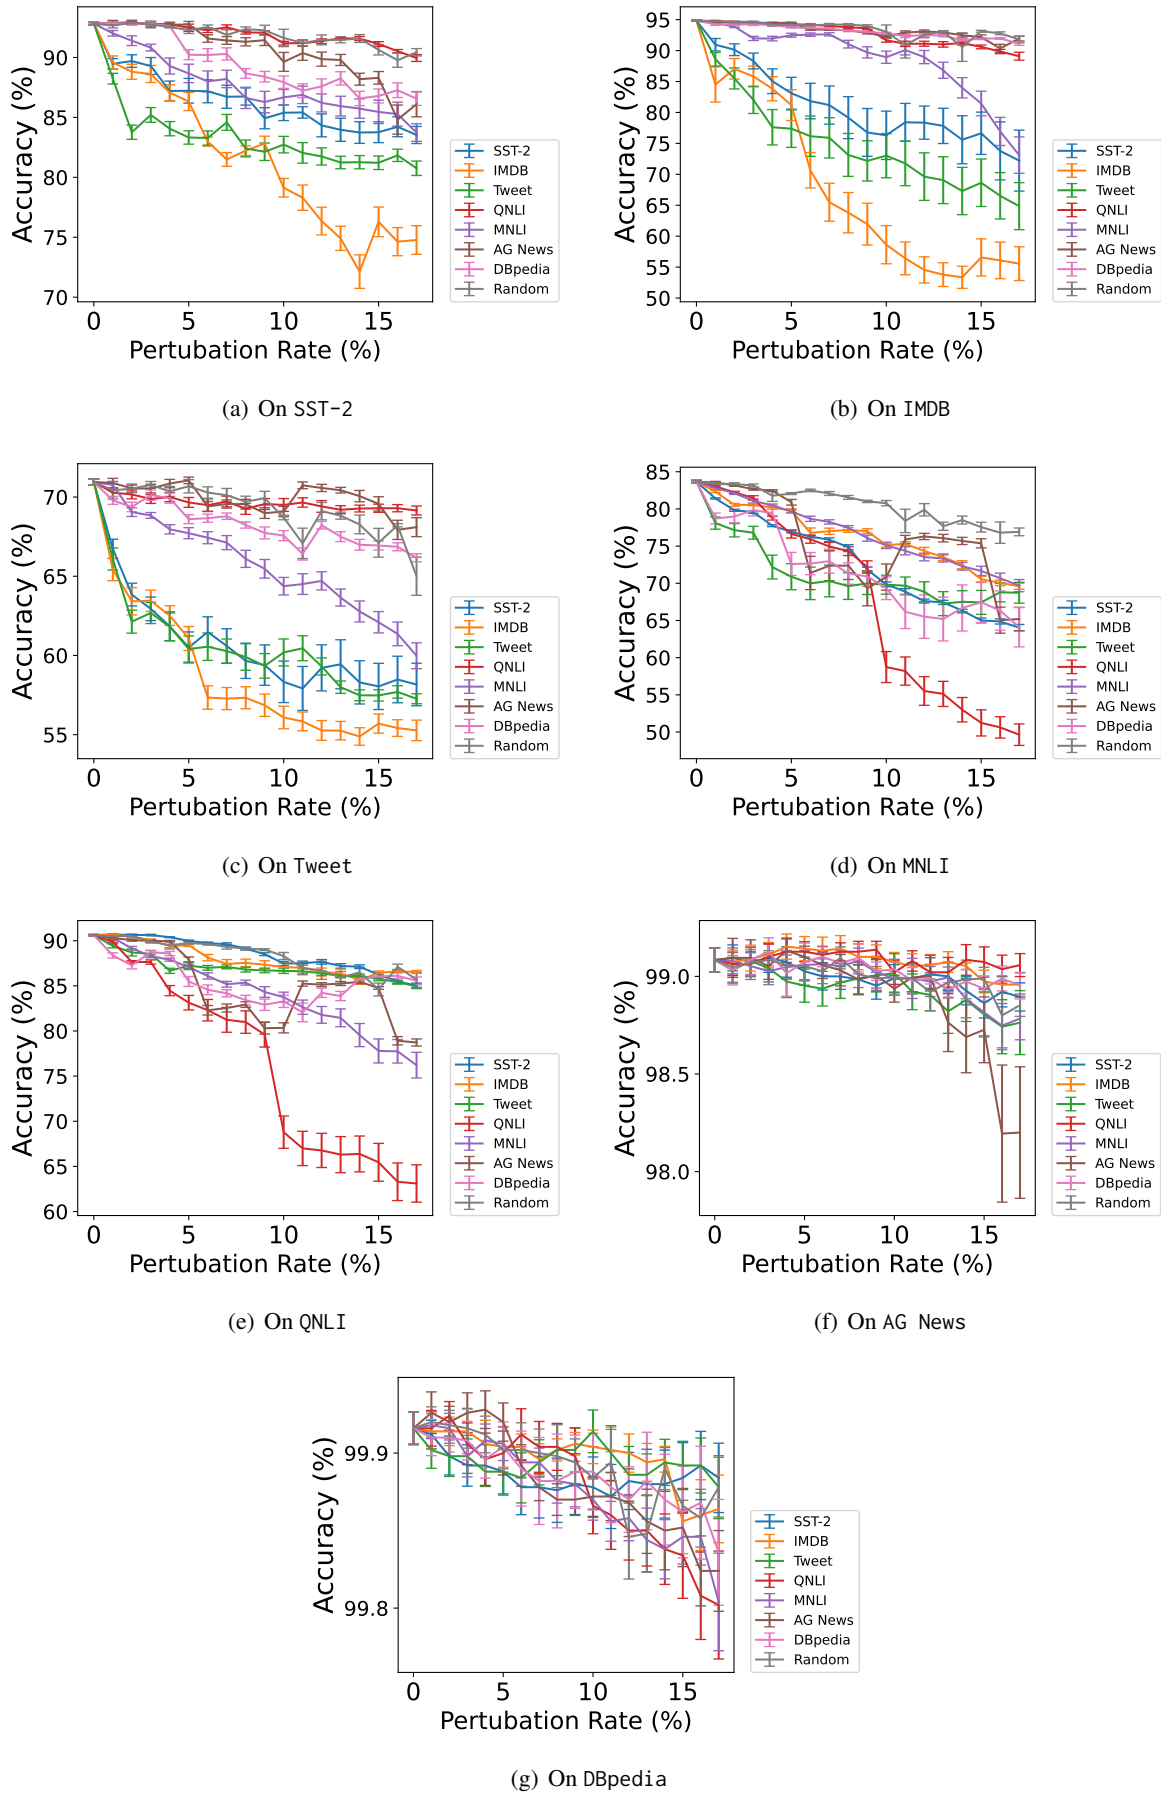 Accuracy (%)
90
85
80
75
70
0 5 10 15
Pertubation Rate (%)
SST-2
IMDB
Tweet
QNLI
MNLI
AG News
DBpedia
Random
(a) On SST-2
Accuracy (%)
95
90
85
80
75
70
65
60
55
50
0 5 10 15
Pertubation Rate (%)
SST-2
IMDB
Tweet
QNLI
MNLI
AG News
DBpedia
Random
(b) On IMDB
Accuracy (%)
70
65
60
55
0 5 10 15
Pertubation Rate (%)
SST-2
IMDB
Tweet
QNLI
MNLI
AG News
DBpedia
Random
(c) On Tweet
Accuracy (%)
85
80
75
70
65
60
55
50
0 5 10 15
Pertubation Rate (%)
SST-2
IMDB
Tweet
QNLI
MNLI
AG News
DBpedia
Random
(d) On MNLI
Accuracy (%)
90
85
80
75
70
65
60
0 5 10 15
Pertubation Rate (%)
SST-2
IMDB
Tweet
QNLI
MNLI
AG News
DBpedia
Random
(e) On QNLI
Accuracy (%)
99.0
98.5
98.0
0 5 10 15
Pertubation Rate (%)
SST-2
IMDB
Tweet
QNLI
MNLI
AG News
DBpedia
Random
(f) On AG News
Accuracy (%)
99.9
99.8
0 5 10 15
Pertubation Rate (%)
SST-2
IMDB
Tweet
QNLI
MNLI
AG News
DBpedia
Random
(g) On DBpedia